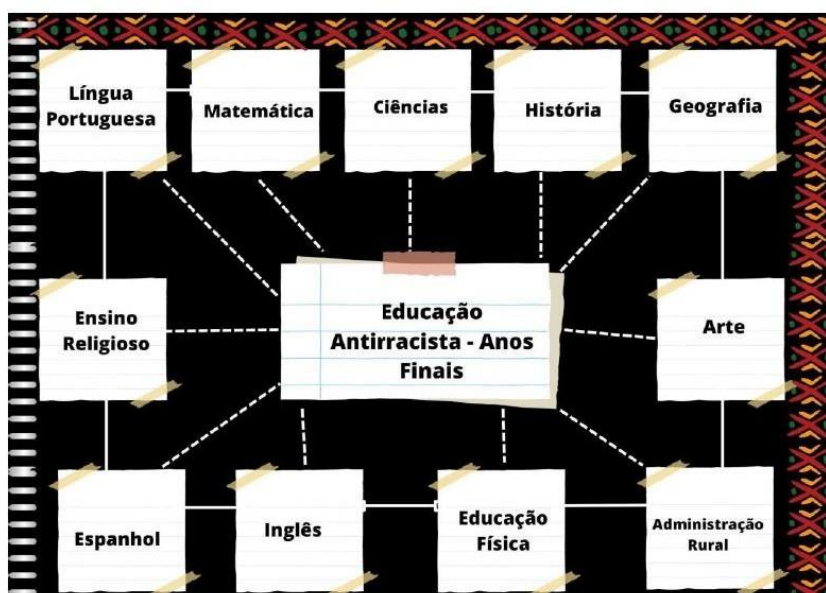 Língua
Portuguesa
Matemática
Ciências
História
Geografia
Ensino
Religioso
Educação
Antirracista - Anos
Finais
Arte
Espanhol
Inglês
Educação
Física
Administração
Rural